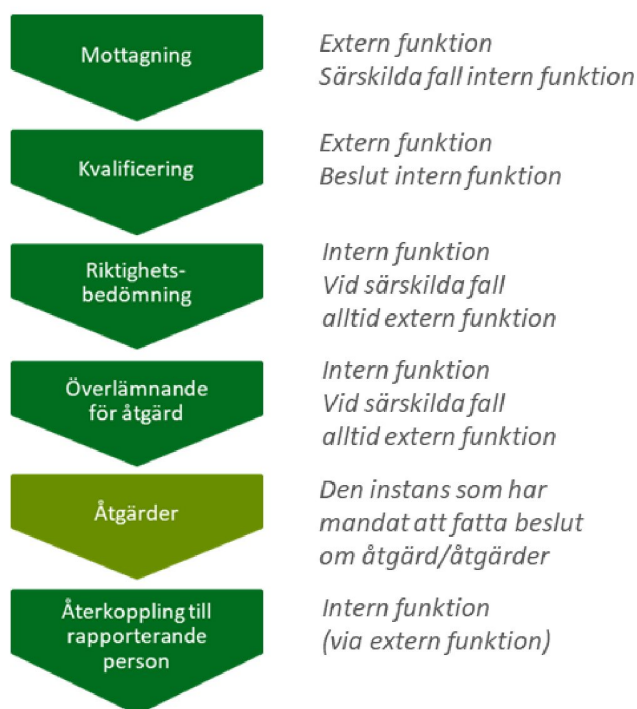 Mottagning
Extern funktion
Särskilda fall intern funktion
Kvalificering
Extern funktion
Beslut intern funktion
Riktighets-
bedömning
Intern funktion
Vid särskilda fall
alltid extern funktion
Överlämnande
för åtgärd
Intern funktion
Vid särskilda fall
alltid extern funktion
Åtgärder
Den instans som har
mandat att fatta beslut
om åtgärd/åtgärder
Återkoppling till
rapporterande
person
Intern funktion
(via extern funktion)